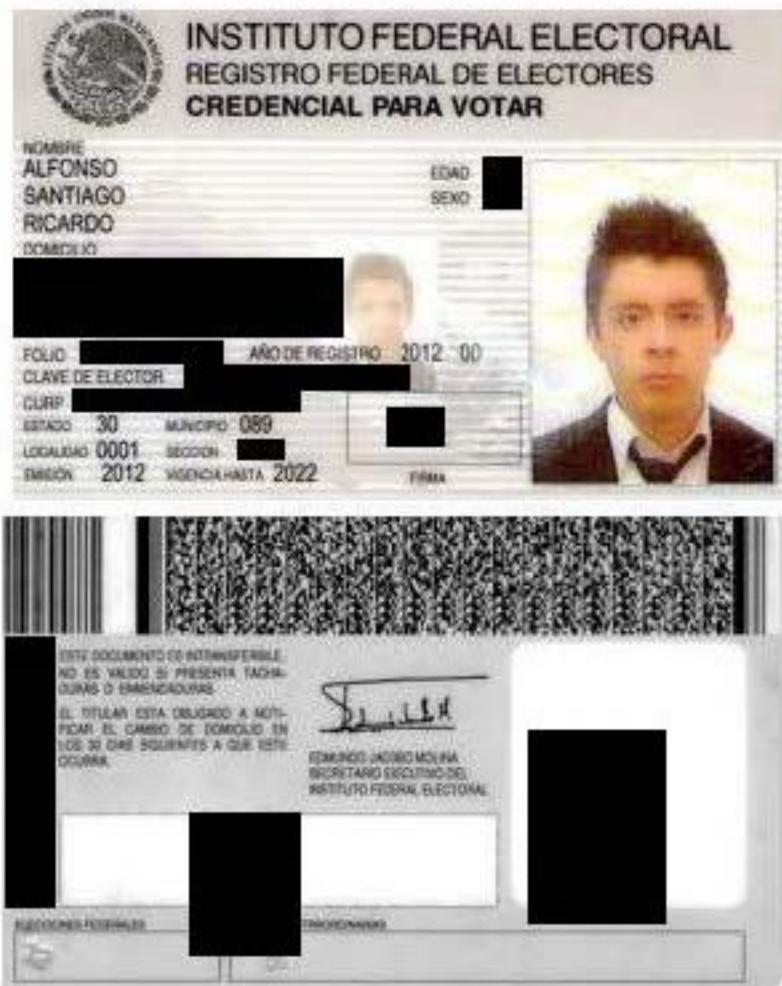 INSTITUTO FEDERAL ELECTORAL
REGISTRO FEDERAL DE ELECTORES
CREDENCIAL PARA VOTAR
NOMBRE
ALFONSO
SANTIAGO
RICARDO
EDAD
SEXO
DOMICILIO
FOLIO AÑO DE REGISTRO 2012 00
CLAVE DE ELECTOR
CURP
ESTADO 30 MUNICIPIO 089
LOCALIDAD 0001 SECCION
EMISIÓN 2012 VIGENCIA HASTA 2022
FIRMA
ESTE DOCUMENTO ES INTRANSFERIBLE,
NO ES VALIDO SI PRESENTA TACHA-
DURAS O ENMENDADURAS
EL TITULAR ESTA OBLIGADO A NOTI-
FICAR EL CAMBIO DE DOMICILIO EN
LOS 30 DIAS SIGUIENTES A QUE ESTE
OCURRA.
EDMUNDO JACOBO MOLINA
SECRETARIO EJECUTIVO DEL
INSTITUTO FEDERAL ELECTORAL
ELECCIONES FEDERALES